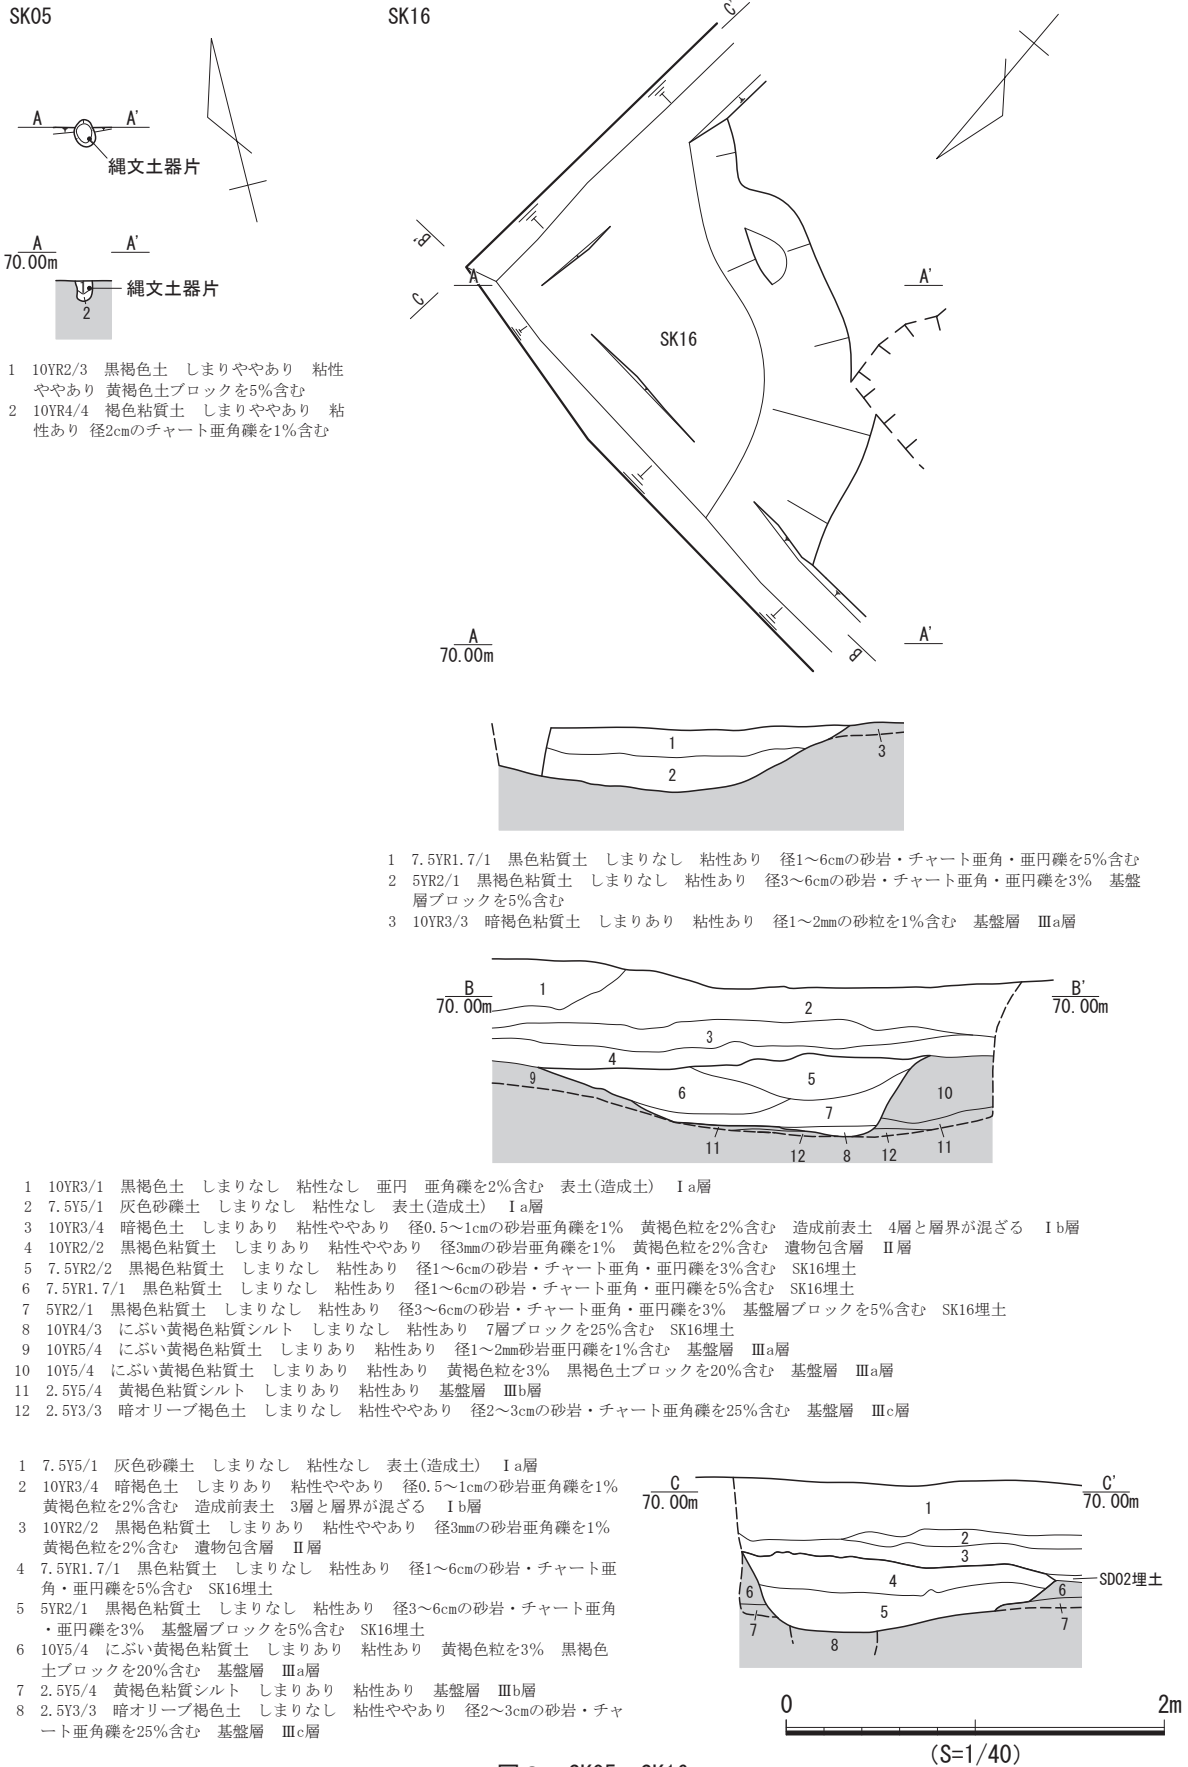 SK05
A A'
縄文土器片
A A'
70.00m
縄文土器片
2
1 10YR2/3 黒褐色土 しまりややあり 粘性
ややあり 黄褐色土ブロックを5%含む
2 10YR4/4 褐色粘質土 しまりややあり 粘
性あり 径2cmのチャート亜角礫を1%含む
SK16
C'
B'
A A'
C
SK16
B
A A'
70.00m
1
2
3
1 7.5YR1.7/1 黒色粘質土 しまりなし 粘性あり 径1～6cmの砂岩・チャート亜角・亜円礫を5%含む
2 5YR2/1 黒褐色粘質土 しまりなし 粘性あり 径3～6cmの砂岩・チャート亜角・亜円礫を3% 基盤
層ブロックを5%含む
3 10YR3/3 暗褐色粘質土 しまりあり 粘性あり 径1～2mmの砂粒を1%含む 基盤層 Ⅲa層
B B'
70.00m 70.00m
1
2
3
4
5
6
7
9
10
11 12 8 12 11
1 10YR3/1 黒褐色土 しまりなし 粘性なし 亜円 亜角礫を2%含む 表土(造成土) Ⅰa層
2 7.5Y5/1 灰色砂礫土 しまりなし 粘性なし 表土(造成土) Ⅰa層
3 10YR3/4 暗褐色土 しまりあり 粘性ややあり 径0.5～1cmの砂岩亜角礫を1% 黄褐色粒を2%含む 造成前表土 4層と層界が混ざる Ⅰb層
4 10YR2/2 黒褐色粘質土 しまりあり 粘性ややあり 径3mmの砂岩亜角礫を1% 黄褐色粒を2%含む 遺物包含層 Ⅱ層
5 7.5YR2/2 黒褐色粘質土 しまりなし 粘性あり 径1～6cmの砂岩・チャート亜角・亜円礫を3%含む SK16埋土
6 7.5YR1.7/1 黒色粘質土 しまりなし 粘性あり 径1～6cmの砂岩・チャート亜角・亜円礫を5%含む SK16埋土
7 5YR2/1 黒褐色粘質土 しまりなし 粘性あり 径3～6cmの砂岩・チャート亜角・亜円礫を3% 基盤層ブロックを5%含む SK16埋土
8 10YR4/3 にぶい黄褐色粘質シルト しまりなし 粘性あり 7層ブロックを25%含む SK16埋土
9 10YR5/4 にぶい黄褐色粘質土 しまりあり 粘性あり 径1～2mm砂岩亜円礫を1%含む 基盤層 Ⅲa層
10 10Y5/4 にぶい黄褐色粘質土 しまりあり 粘性あり 黄褐色粒を3% 黒褐色土ブロックを20%含む 基盤層 Ⅲa層
11 2.5Y5/4 黄褐色粘質シルト しまりあり 粘性あり 基盤層 Ⅲb層
12 2.5Y3/3 暗オリーブ褐色土 しまりなし 粘性ややあり 径2～3cmの砂岩・チャート亜角礫を25%含む 基盤層 Ⅲc層
1 7.5Y5/1 灰色砂礫土 しまりなし 粘性なし 表土(造成土) Ⅰa層
2 10YR3/4 暗褐色土 しまりあり 粘性ややあり 径0.5～1cmの砂岩亜角礫を1%
黄褐色粒を2%含む 造成前表土 3層と層界が混ざる Ⅰb層
3 10YR2/2 黒褐色粘質土 しまりあり 粘性ややあり 径3mmの砂岩亜角礫を1%
黄褐色粒を2%含む 遺物包含層 Ⅱ層
4 7.5YR1.7/1 黒色粘質土 しまりなし 粘性あり 径1～6cmの砂岩・チャート亜
角・亜円礫を5%含む SK16埋土
5 5YR2/1 黒褐色粘質土 しまりなし 粘性あり 径3～6cmの砂岩・チャート亜角
・亜円礫を3% 基盤層ブロックを5%含む SK16埋土
6 10Y5/4 にぶい黄褐色粘質土 しまりあり 粘性あり 黄褐色粒を3% 黒褐色
土ブロックを20%含む 基盤層 Ⅲa層
7 2.5Y5/4 黄褐色粘質シルト しまりあり 粘性あり 基盤層 Ⅲb層
8 2.5Y3/3 暗オリーブ褐色土 しまりなし 粘性ややあり 径2～3cmの砂岩・チャ
ート亜角礫を25%含む 基盤層 Ⅲc層
C C'
70.00m 70.00m
1
2
3
4
SD02埋土
6 5 6
7 8 7
0 2m
(S=1/40)